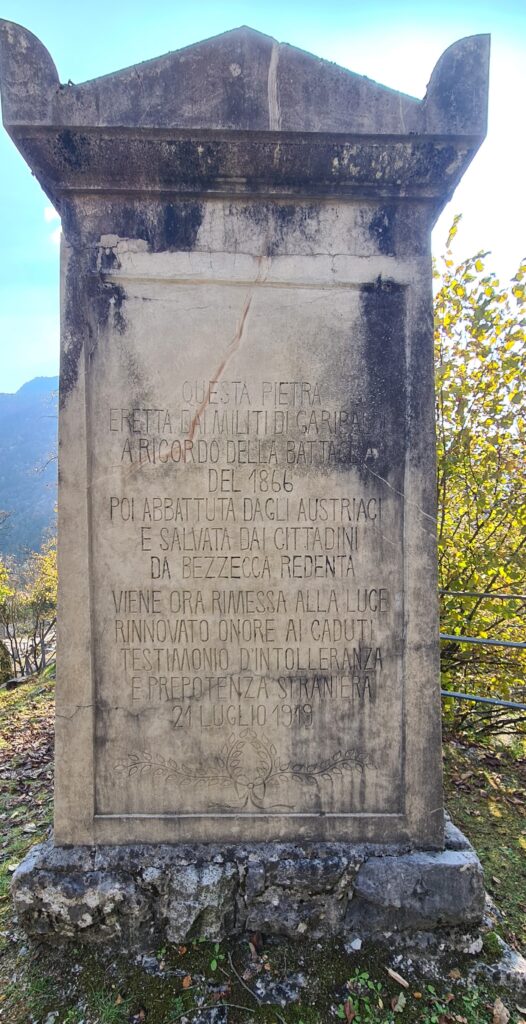 QUESTA PIETRA
ERETTA DAI MILITI DI GARIBALDI
A RICORDO DELLA BATTAGLIA
DEL 1866
POI ABBATTUTA DAGLI AUSTRIACI
E SALVATA DAI CITTADINI
DA BEZZECCA REDENTA
VIENE ORA RIMESSA ALLA LUCE
RINNOVATO ONORE AI CADUTI
TESTIMONIO D'INTOLLERANZA
E PREPOTENZA STRANIERA
21 LUGLIO 1919